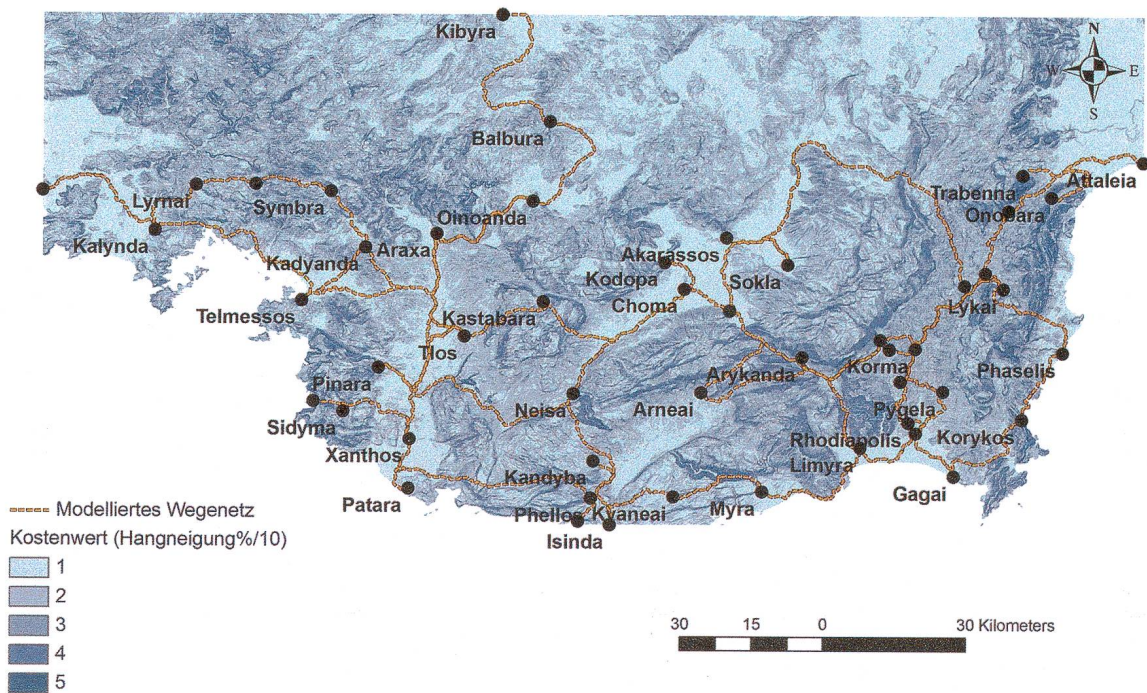 Kibyra
N
W
E
S
Balbura
Attaleia
Trabenna
Onobara
Lyrnai
Symbra
Oinoanda
Kalynda
Araxa
Kadyanda
Akarassos
Kodopa
Sokla
Choma
Lykai
Telmessos
Kastabara
Tlos
Korma
Phaselis
Pinara
Arykanda
Neisa
Arneai
Pygela
Sidyma
Rhodiapolis
Korykos
Xanthos
Limyra
Kandyba
Gagai
Patara
Phellos
Kyaneai
Myra
Isinda
Modelliertes Wegenetz
Kostenwert (Hangneigung%/10)
1
2
3
4
5
30 15 0 30 Kilometers